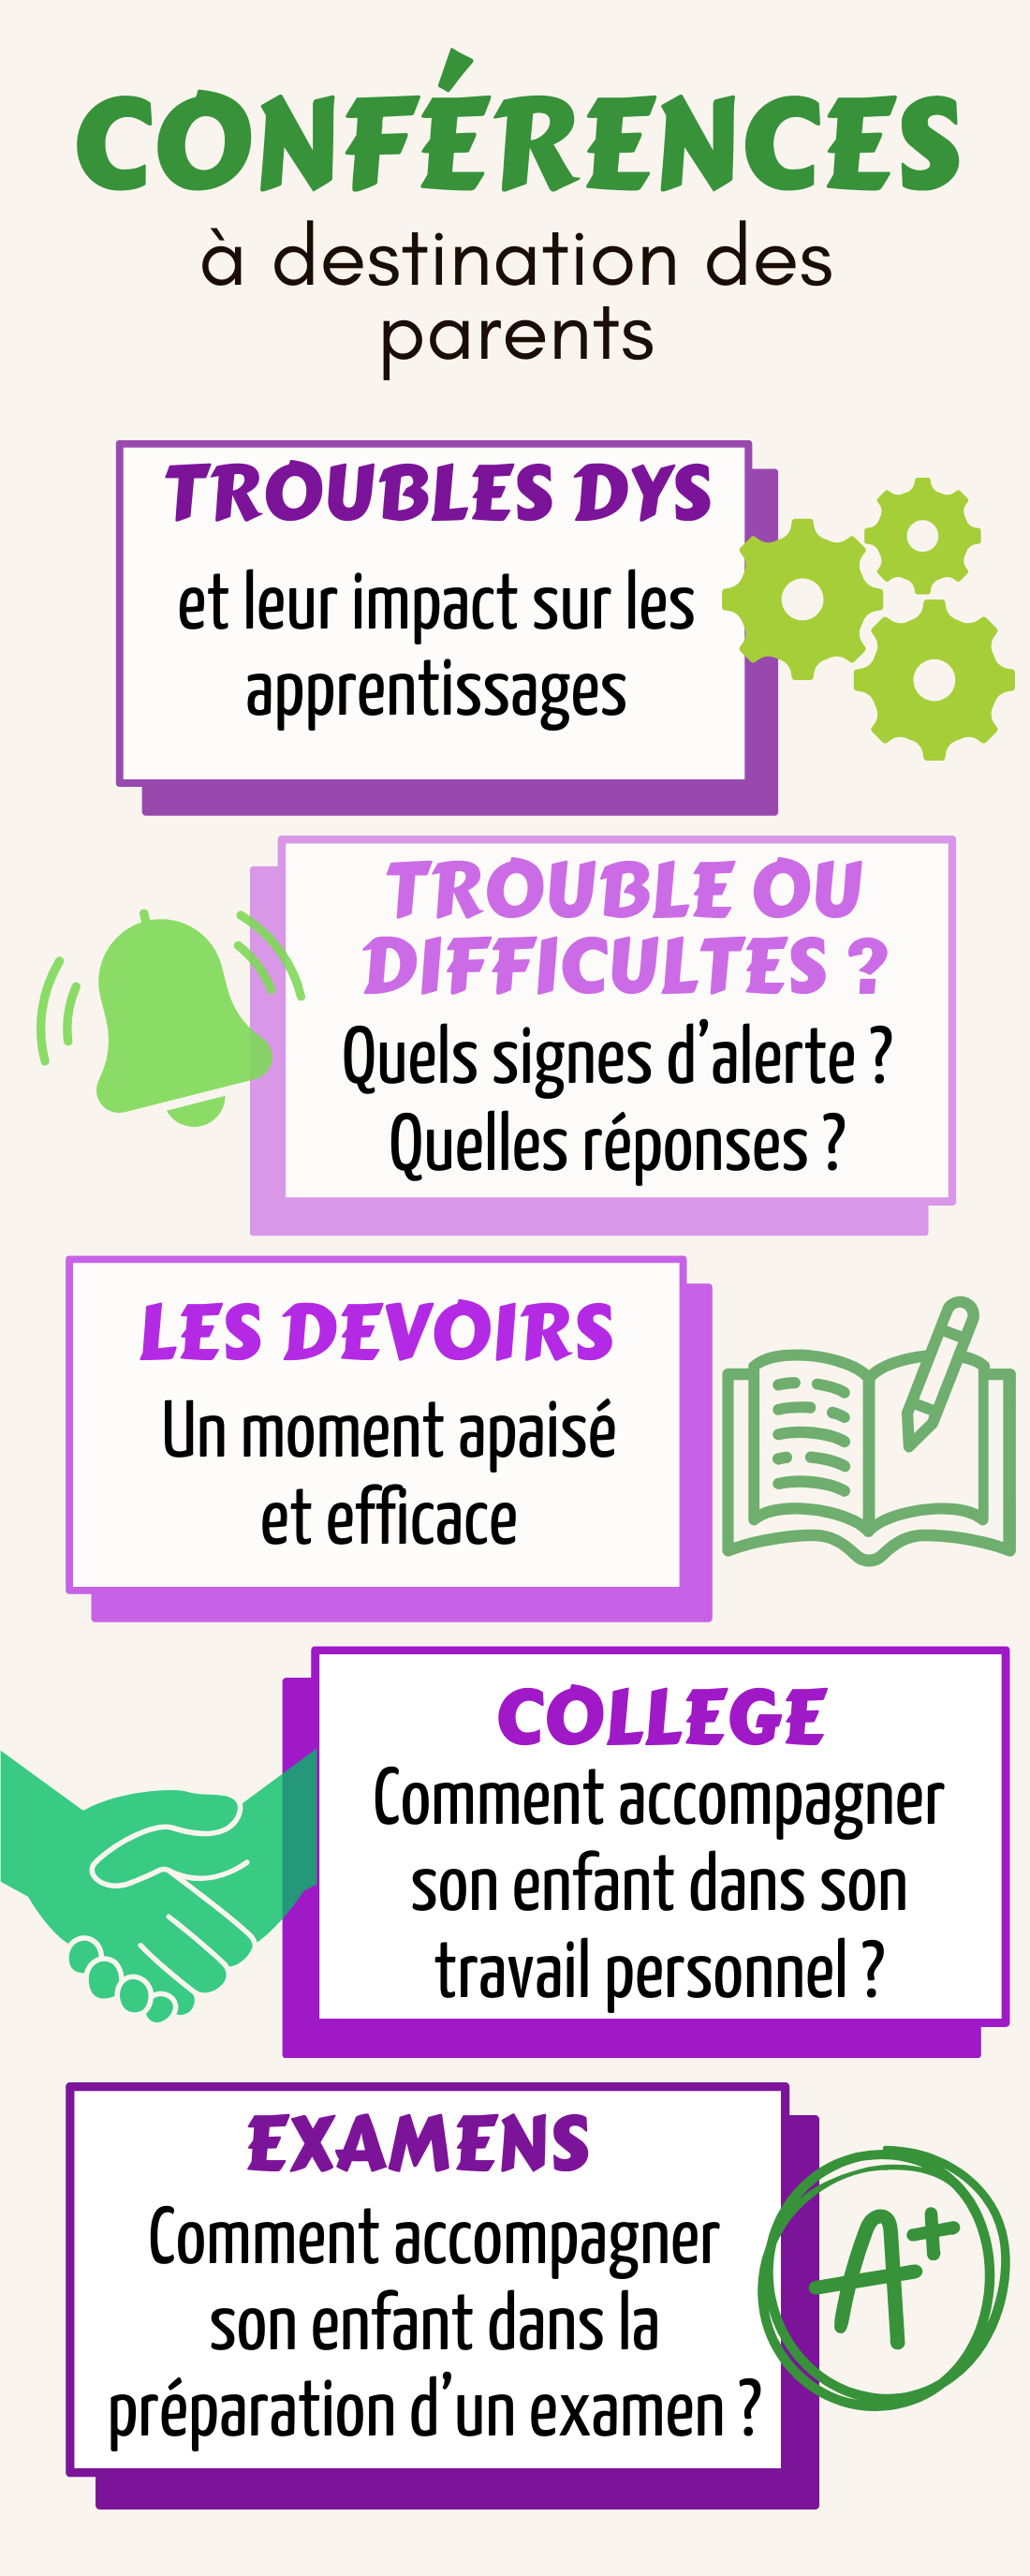 CONFÉRENCES
à destination des
parents
TROUBLES DYS
et leur impact sur les
apprentissages
TROUBLE OU
DIFFICULTES ?
Quels signes d’alerte ?
Quelles réponses ?
LES DEVOIRS
Un moment apaisé
et efficace
COLLEGE
Comment accompagner
son enfant dans son
travail personnel ?
EXAMENS
Comment accompagner
son enfant dans la
préparation d’un examen ?
A+